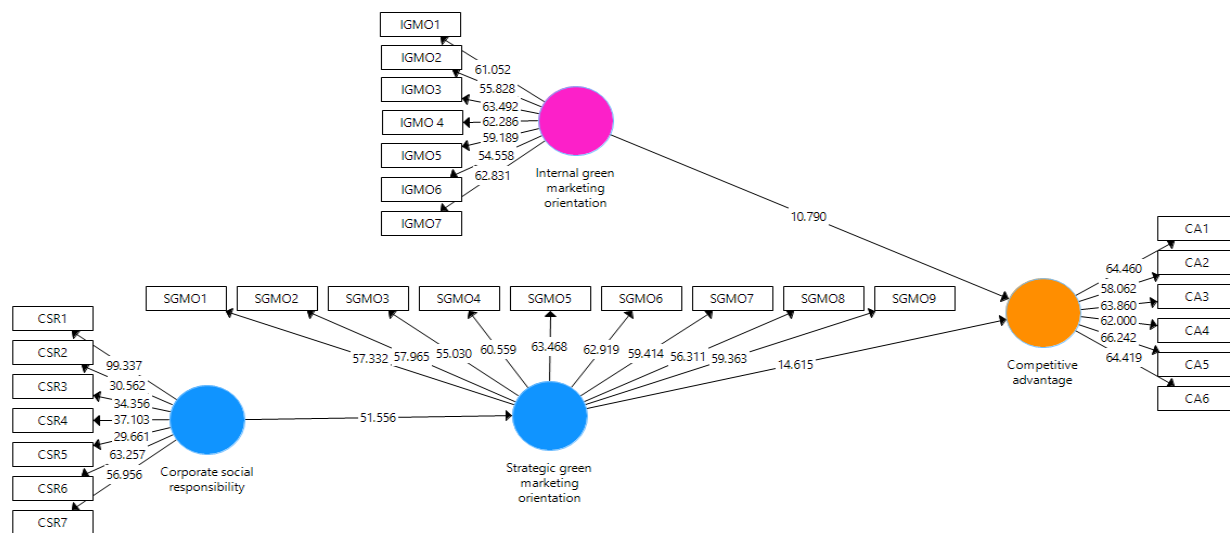 IGMO1
IGMO2
IGMO3
IGMO 4
IGMO5
IGMO6
IGMO7
61.052
55.828
63.492
62.286
59.189
54.558
62.831
Internal green
marketing
orientation
10.790
SGMO1
SGMO2
SGMO3
SGMO4
SGMO5
SGMO6
SGMO7
SGMO8
SGMO9
57.332
57.965
55.030
60.559
63.468
62.919
59.414
56.311
59.363
14.615
CSR1
CSR2
CSR3
CSR4
CSR5
CSR6
CSR7
99.337
30.562
34.356
37.103
29.661
63.257
56.956
Corporate social
responsibility
51.556
Strategic green
marketing
orientation
CA1
CA2
CA3
CA4
CA5
CA6
64.460
58.062
63.860
62.000
66.242
64.419
Competitive
advantage